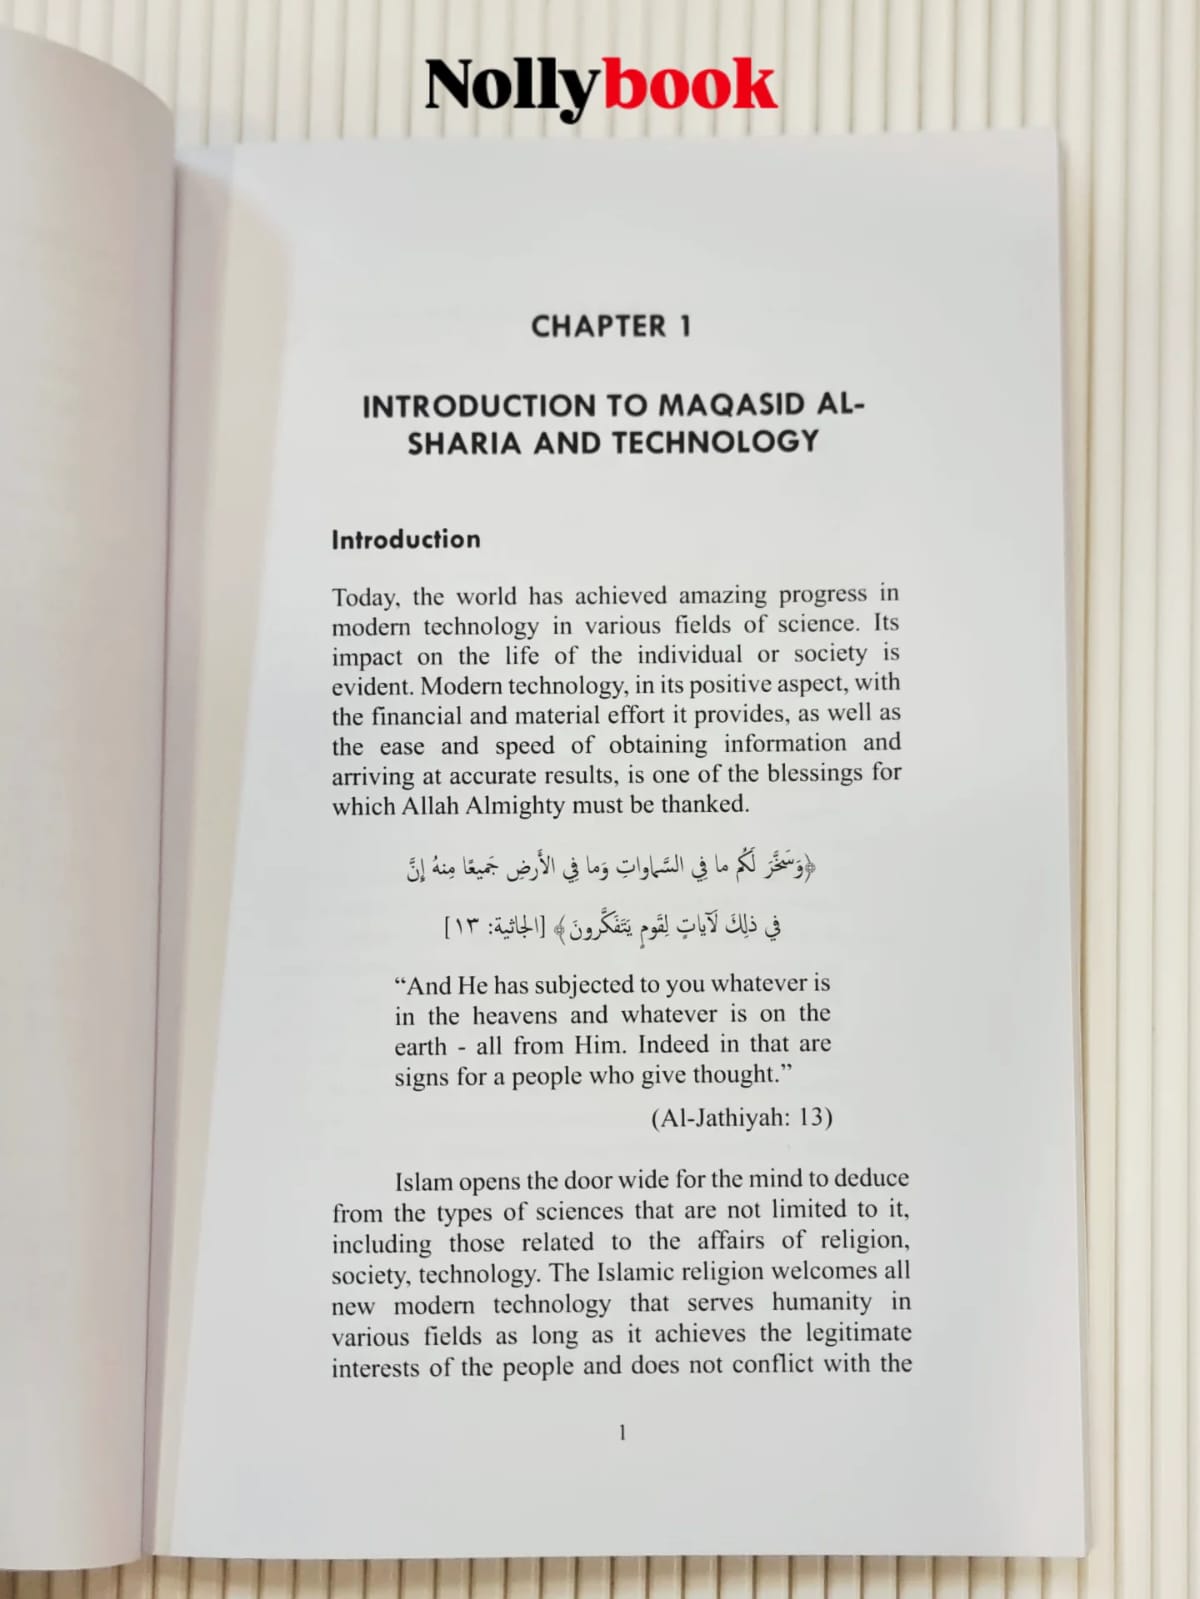 Nollybook
CHAPTER 1
INTRODUCTION TO MAQASID AL-
SHARIA AND TECHNOLOGY
Introduction
Today, the world has achieved amazing progress in
modern technology in various fields of science. Its
impact on the life of the individual or society is
evident. Modern technology, in its positive aspect, with
the financial and material effort it provides, as well as
the ease and speed of obtaining information and
arriving at accurate results, is one of the blessings for
which Allah Almighty must be thanked.
﴿وَسَخَّرَ لَكُم ما فِي السَّماواتِ وَما فِي الأَرضِ جَميعًا مِنهُ إِنَّ
في ذلِكَ لَآياتٍ لِقَومٍ يَتَفَكَّرونَ﴾ [الجاثية: ١٣]
“And He has subjected to you whatever is
in the heavens and whatever is on the
earth - all from Him. Indeed in that are
signs for a people who give thought.”
(Al-Jathiyah: 13)
Islam opens the door wide for the mind to deduce
from the types of sciences that are not limited to it,
including those related to the affairs of religion,
society, technology. The Islamic religion welcomes all
new modern technology that serves humanity in
various fields as long as it achieves the legitimate
interests of the people and does not conflict with the
1